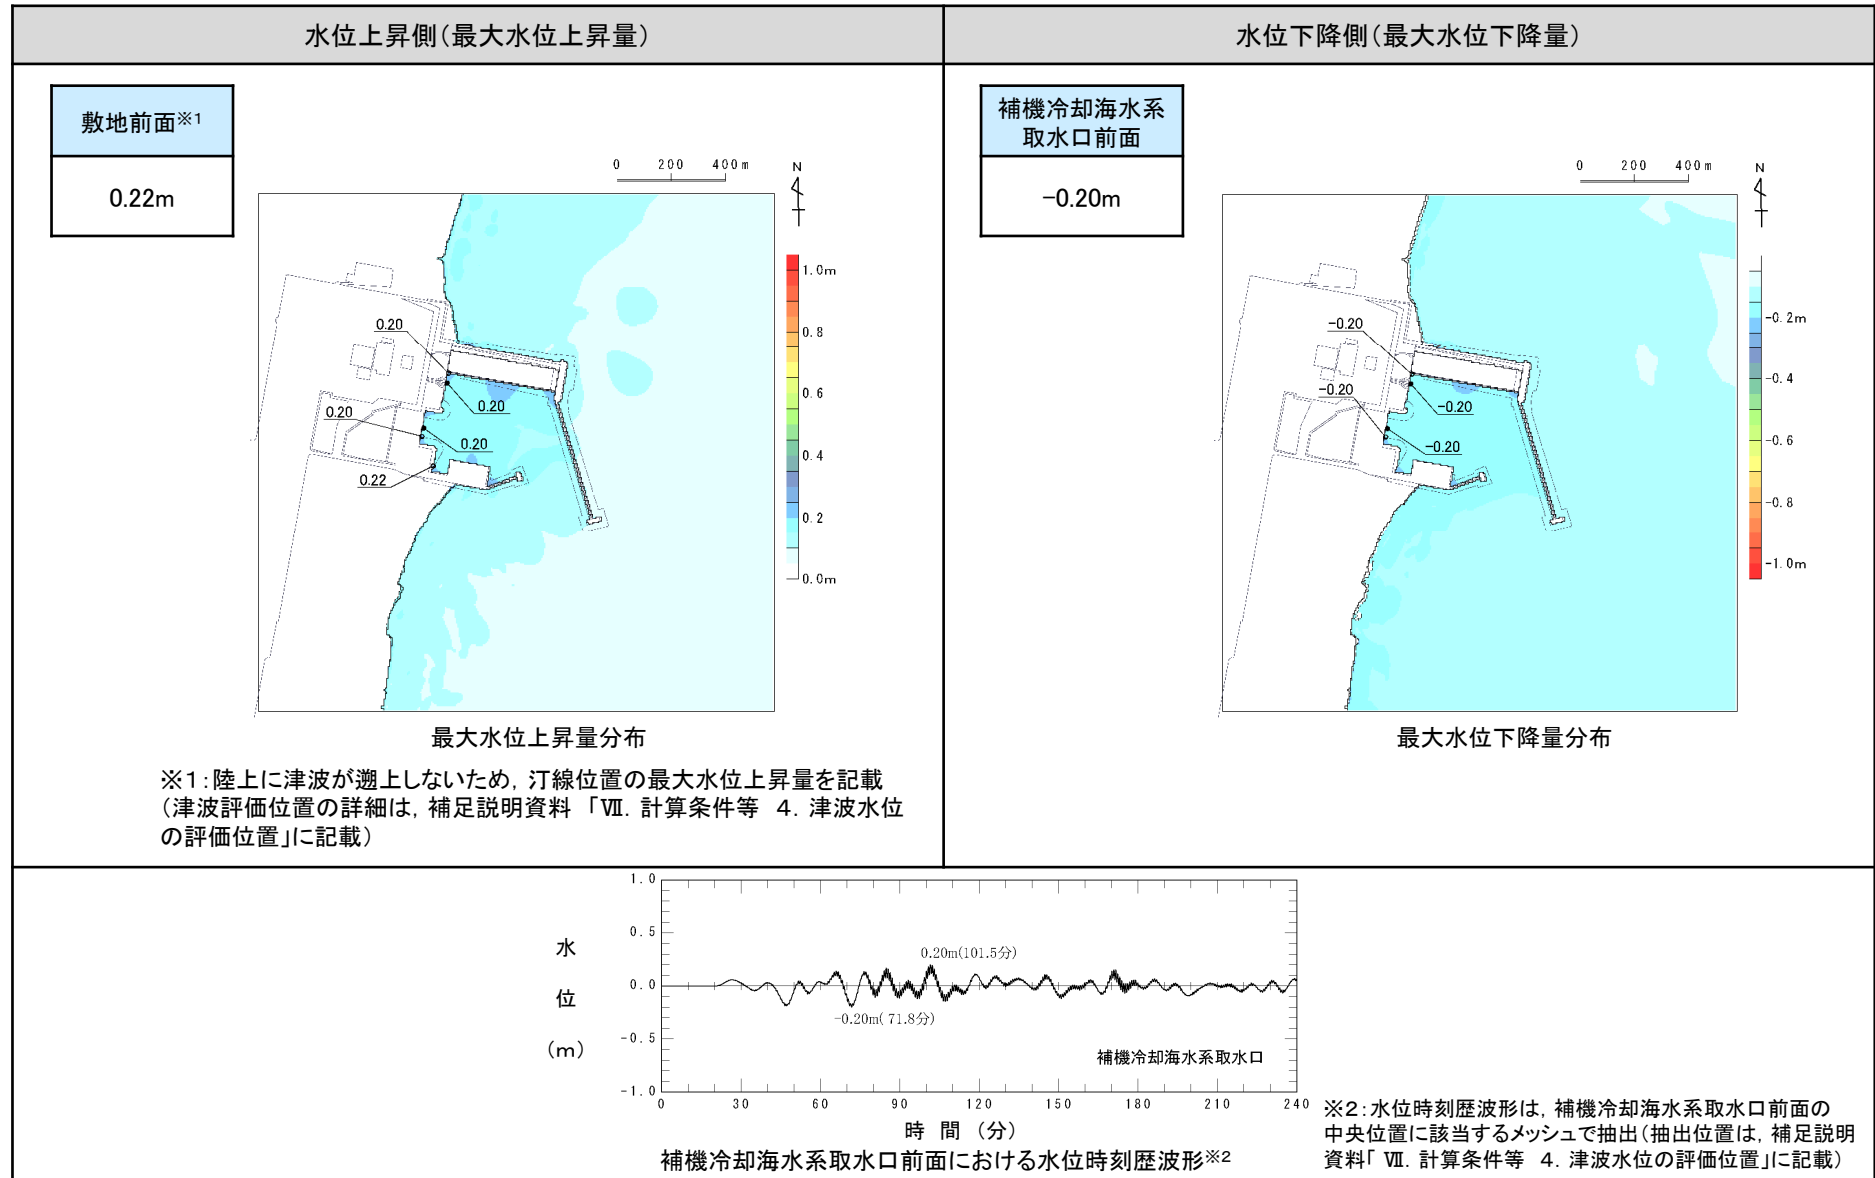 水位上昇側(最大水位上昇量)
水位下降側(最大水位下降量)
敷地前面※1
0.22m
0 200 400m
N
1.0m
0.8
0.6
0.4
0.2
0.0m
0.20
0.20
0.20
0.20
0.22
最大水位上昇量分布
※1:陸上に津波が遡上しないため, 汀線位置の最大水位上昇量を記載
(津波評価位置の詳細は, 補足説明資料 「Ⅶ. 計算条件等 4. 津波水位
の評価位置」に記載)
補機冷却海水系
取水口前面
-0.20m
0 200 400m
N
-0.2m
-0.4
-0.6
-0.8
-1.0m
-0.20
-0.20
-0.20
-0.20
最大水位下降量分布
水位(m)
1.0
0.5
0.0
-0.5
-1.0
0.20m(101.5分)
-0.20m( 71.8分)
補機冷却海水系取水口
0 30 60 90 120 150 180 210 240
時 間 (分)
補機冷却海水系取水口前面における水位時刻歴波形※2
※2:水位時刻歴波形は, 補機冷却海水系取水口前面の
中央位置に該当するメッシュで抽出(抽出位置は, 補足説明
資料「 Ⅶ. 計算条件等 4. 津波水位の評価位置」に記載)